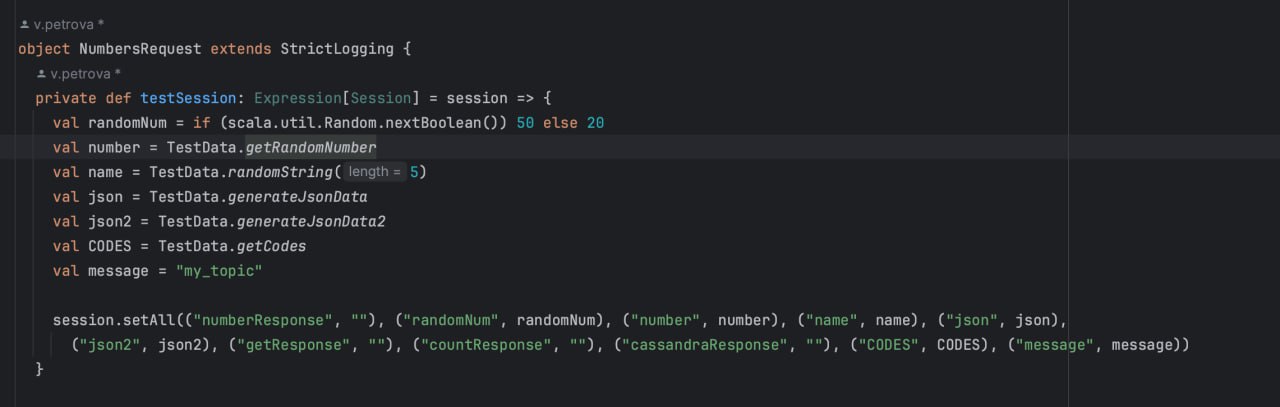 v.petrova *
object NumbersRequest extends StrictLogging {
v.petrova *
private def testSession: Expression[Session] = session => {
val randomNum = if (scala.util.Random.nextBoolean()) 50 else 20
val number = TestData.getRandomNumber
val name = TestData.randomString( length = 5)
val json = TestData.generateJsonData
val json2 = TestData.generateJsonData2
val CODES = TestData.getCodes
val message = "my_topic"
session.setAll(("numberResponse", ""), ("randomNum", randomNum), ("number", number), ("name", name), ("json", json),
("json2", json2), ("getResponse", ""), ("countResponse", ""), ("cassandraResponse", ""), ("CODES", CODES), ("message", message))
}